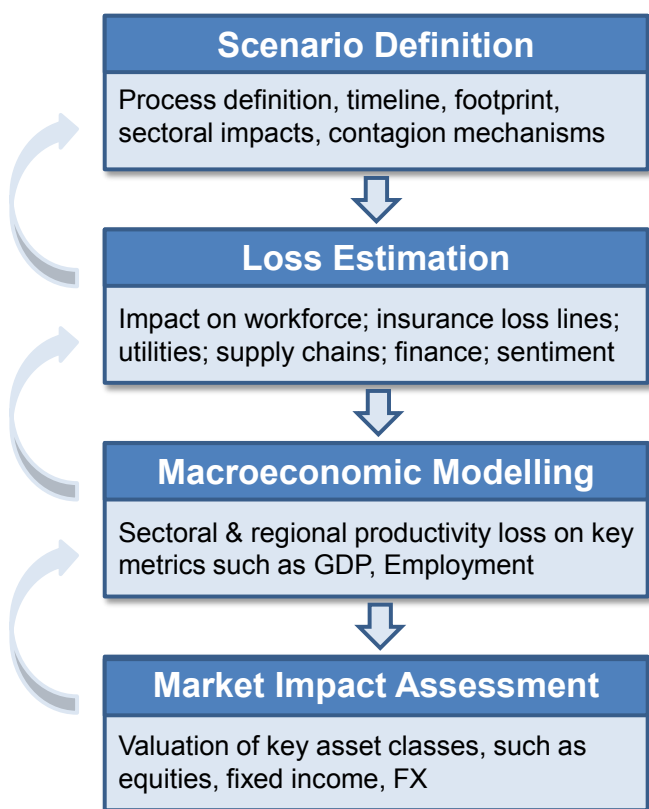 Scenario Definition
Process definition, timeline, footprint,
sectoral impacts, contagion mechanisms
Loss Estimation
Impact on workforce; insurance loss lines;
utilities; supply chains; finance; sentiment
Macroeconomic Modelling
Sectoral & regional productivity loss on key
metrics such as GDP, Employment
Market Impact Assessment
Valuation of key asset classes, such as
equities, fixed income, FX